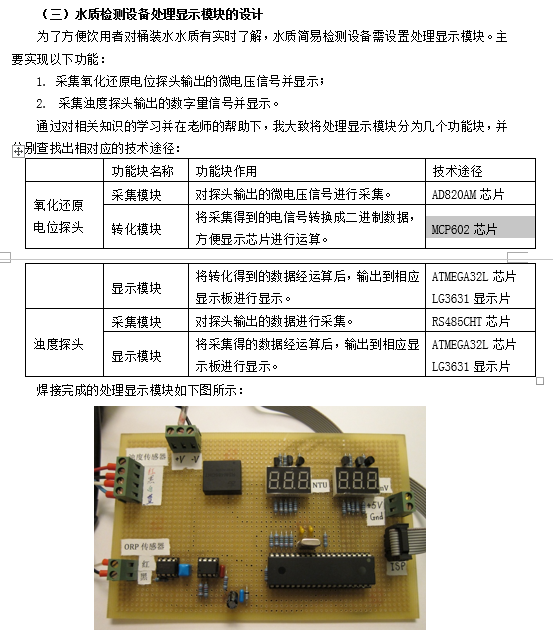 （三）水质检测设备处理显示模块的设计
为了方便饮用者对桶装水水质有实时了解，水质简易检测设备需设置处理显示模块。主
要实现以下功能：
1. 采集氧化还原电位探头输出的微电压信号并显示；
2. 采集浊度探头输出的数字量信号并显示。
通过对相关知识的学习并在老师的帮助下，我大致将处理显示模块分为几个功能块，并
别查找出相对应的技术途径：
功能块名称 功能块作用 技术途径
氧化还原
电位探头
采集模块 对探头输出的微电压信号进行采集。 AD820AM 芯片
转化模块 将采集得到的电信号转换成二进制数据，
方便显示芯片进行运算。 MCP602 芯片
显示模块 将转化得到的数据经运算后，输出到相应
显示板进行显示。 ATMEGA32L 芯片
LG3631 显示片
浊度探头
采集模块 对探头输出的数据进行采集。 RS485CHT 芯片
显示模块 将采集得的数据经运算后，输出到相应显
示板进行显示。 ATMEGA32L 芯片
LG3631 显示片
焊接完成的处理显示模块如下图所示：
+V -V
度传感器
NTU
mV
+5V
Gnd
ORP 传感器
红
黑
ISP